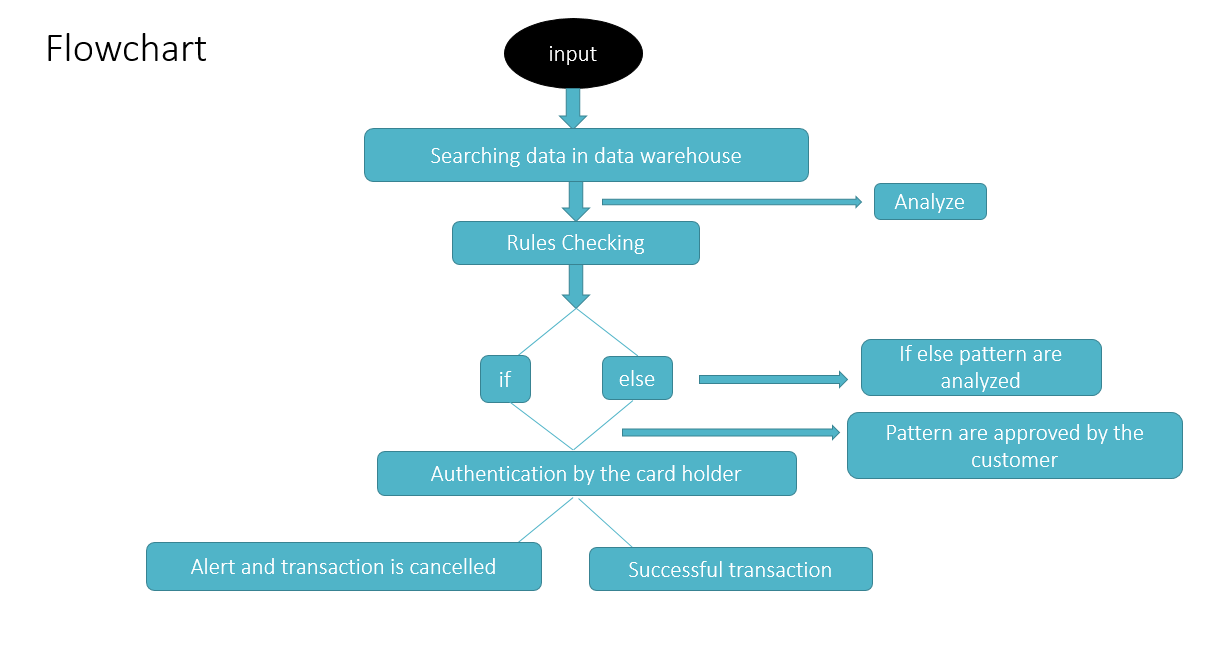 Flowchart
input
Searching data in data warehouse
Analyze
Rules Checking
if
else
If else pattern are
analyzed
Pattern are approved by the
customer
Authentication by the card holder
Alert and transaction is cancelled
Successful transaction